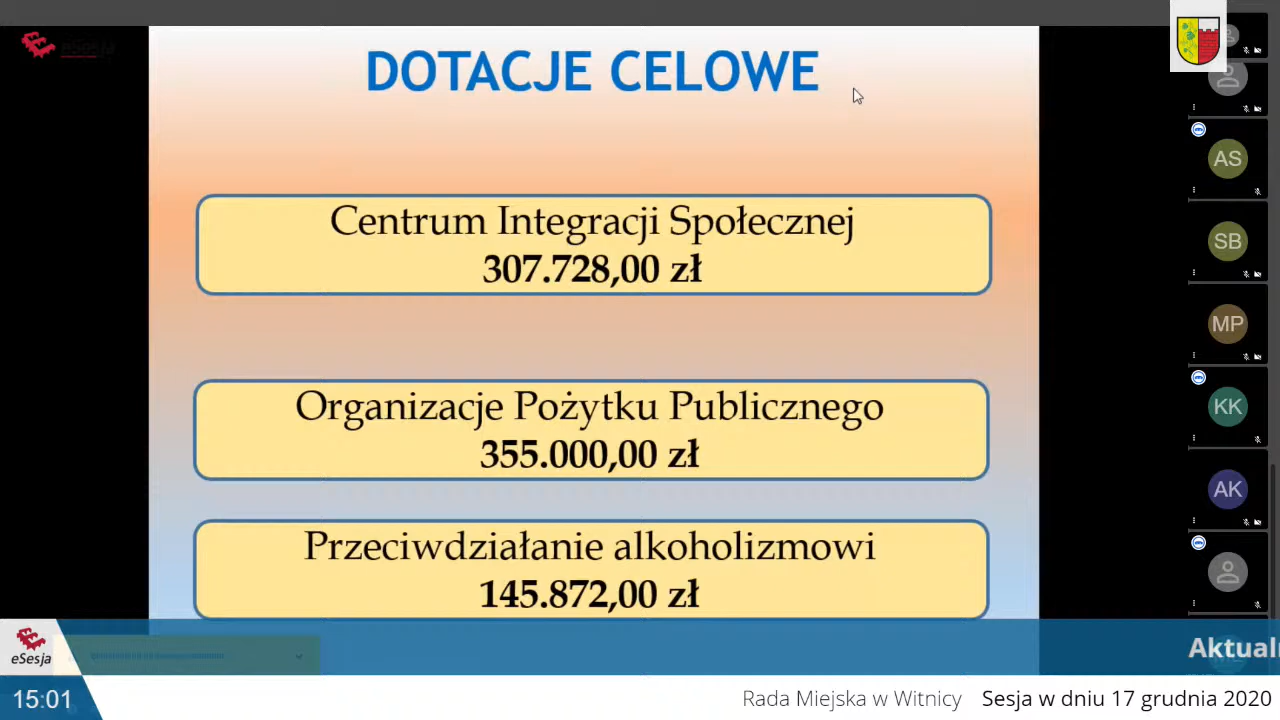 DOTACJE CELOWE
Centrum Integracji Społecznej
307.728,00 zł
Organizacje Pożytku Publicznego
355.000,00 zł
Przeciwdziałanie alkoholizmowi
145.872,00 zł
AS
SB
MP
KK
AK
eSesja
Aktualn
15:01
Rada Miejska w Witnicy
Sesja w dniu 17 grudnia 2020